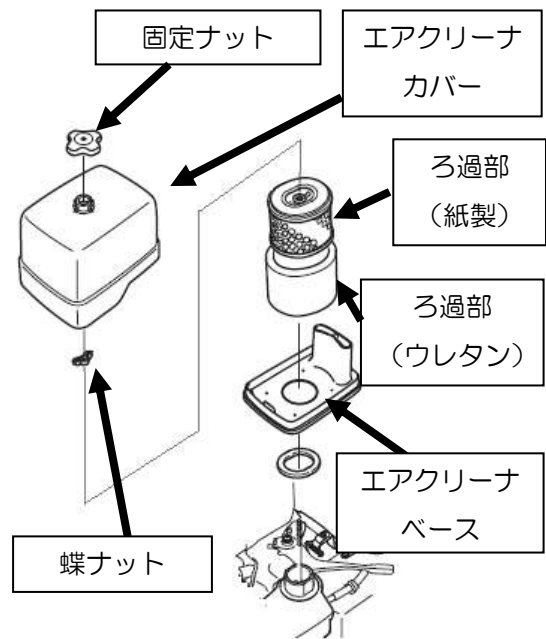 固定ナット
エアクリーナ
カバー
ろ過部
（紙製）
ろ過部
（ウレタン）
エアクリーナ
ベース
蝶ナット